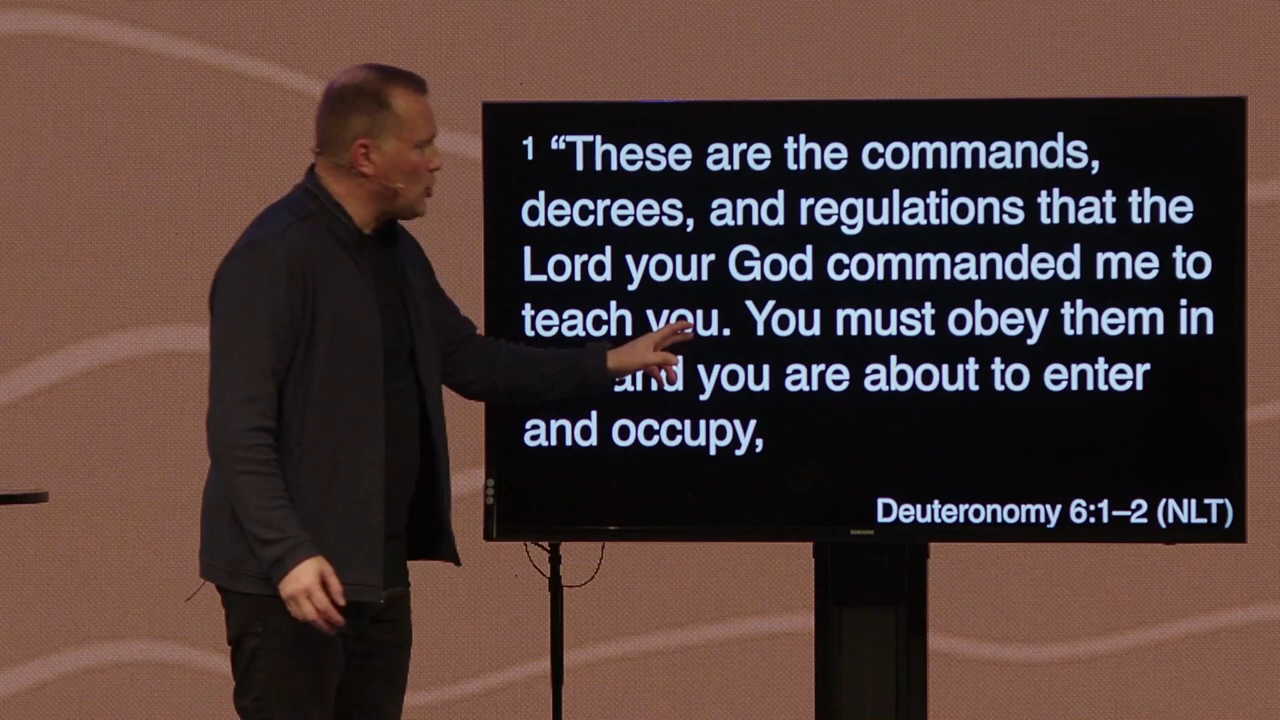 1 “These are the commands,
decrees, and regulations that the
Lord your God commanded me to
teach you. You must obey them in
and you are about to enter
and occupy,
Deuteronomy 6:1–2 (NLT)